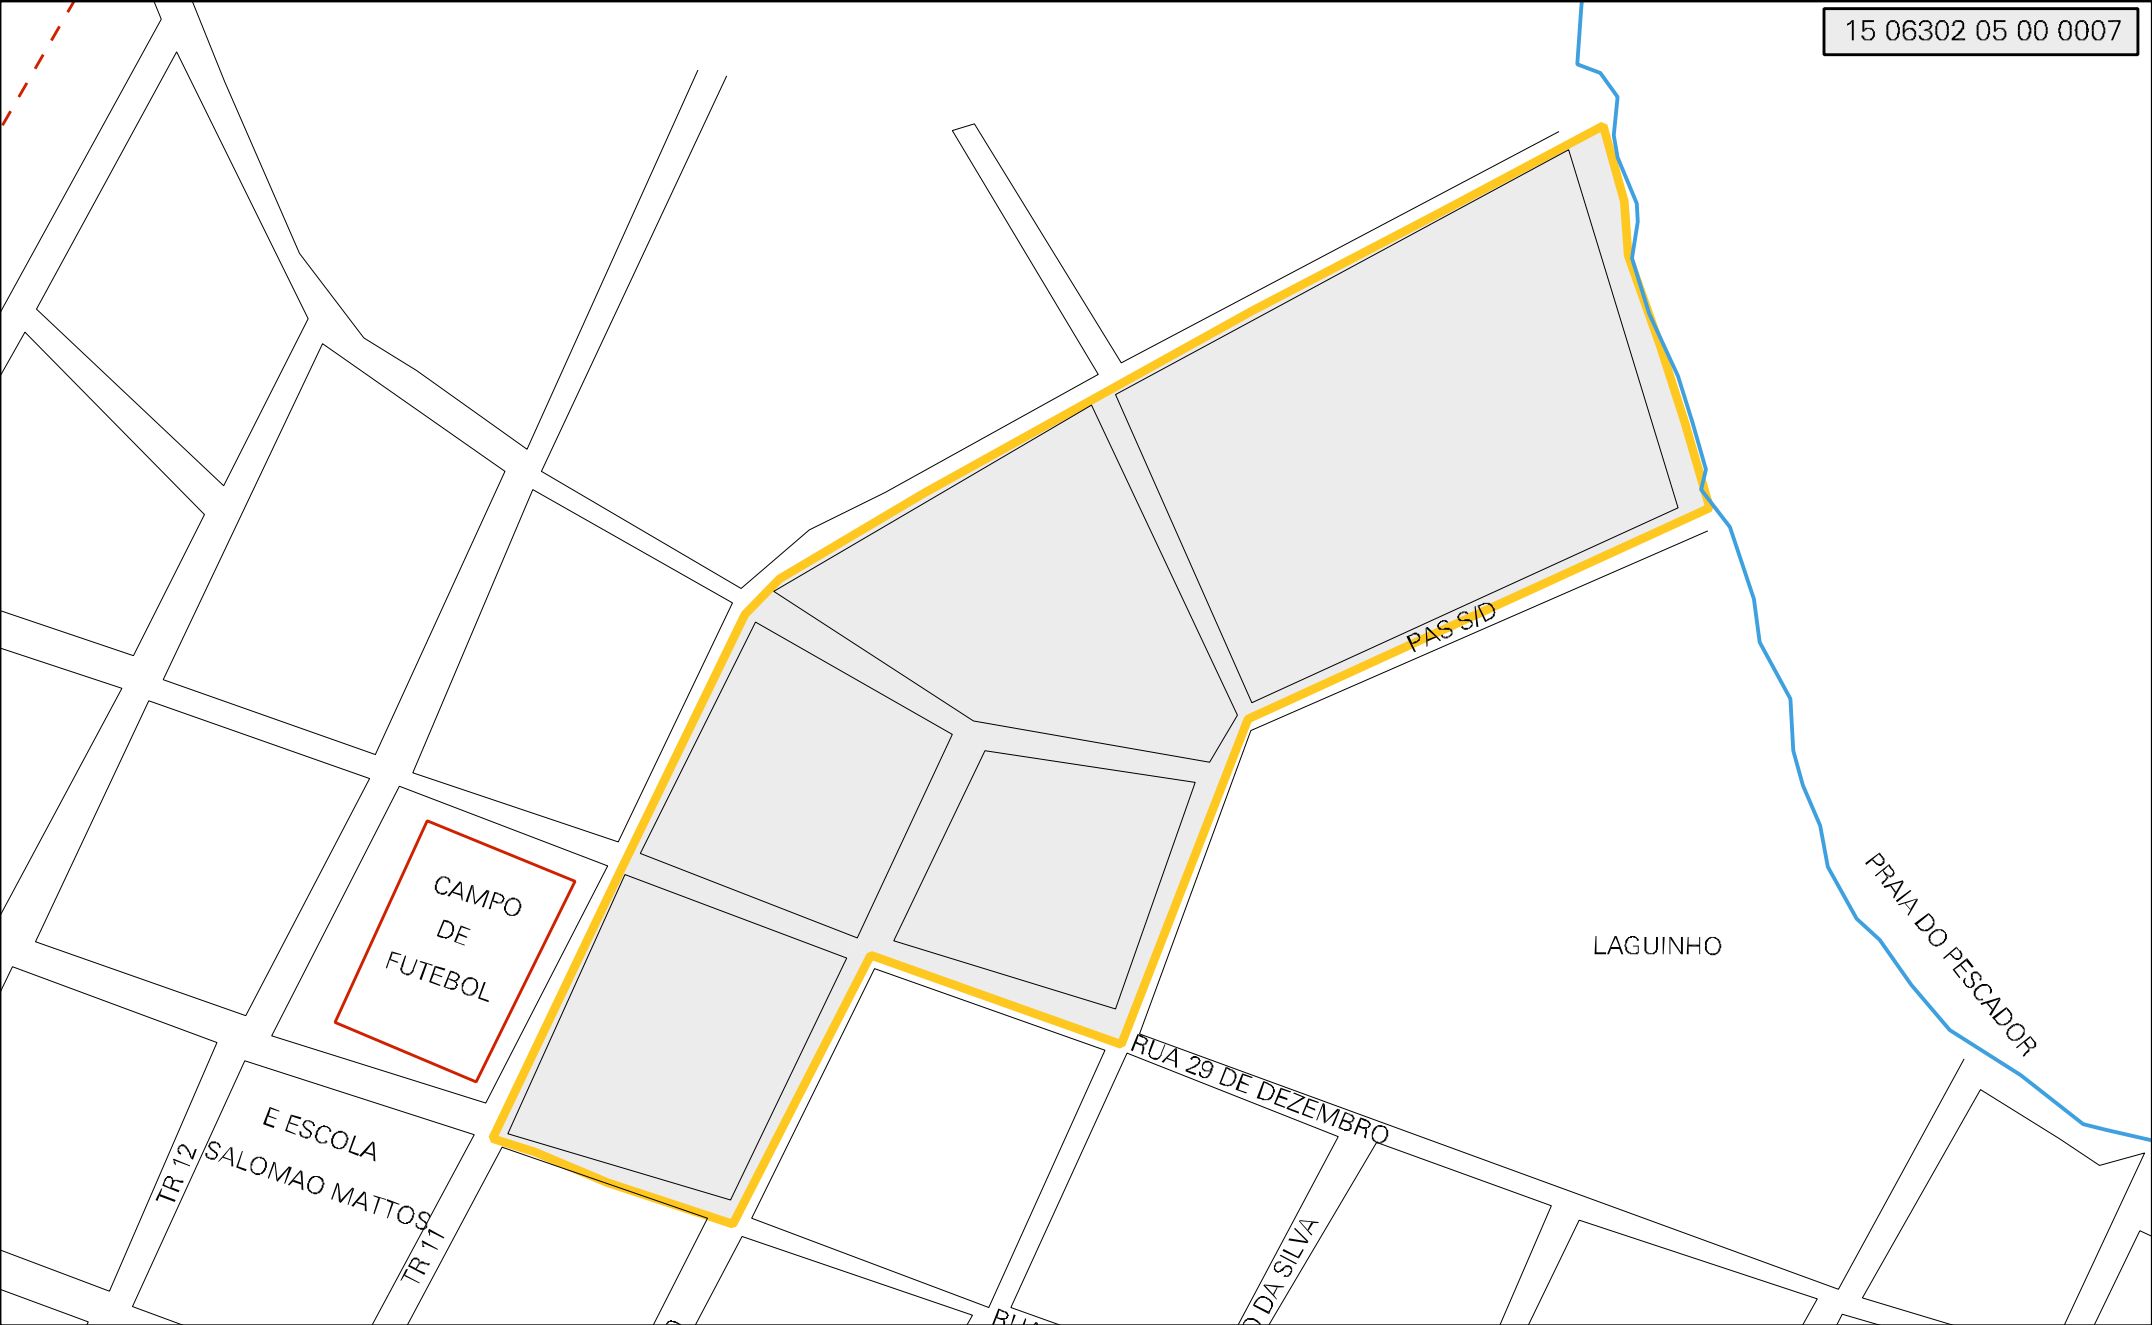 15 06302 05 00 0007
PAS S/D
CAMPO
DE
FUTEBOL
LAGUINHO
PRAIA DO PESCADOR
RUA 29 DE DEZEMBRO
E ESCOLA
SALOMAO MATTOS
TR 12
TR 11
DA SILVA